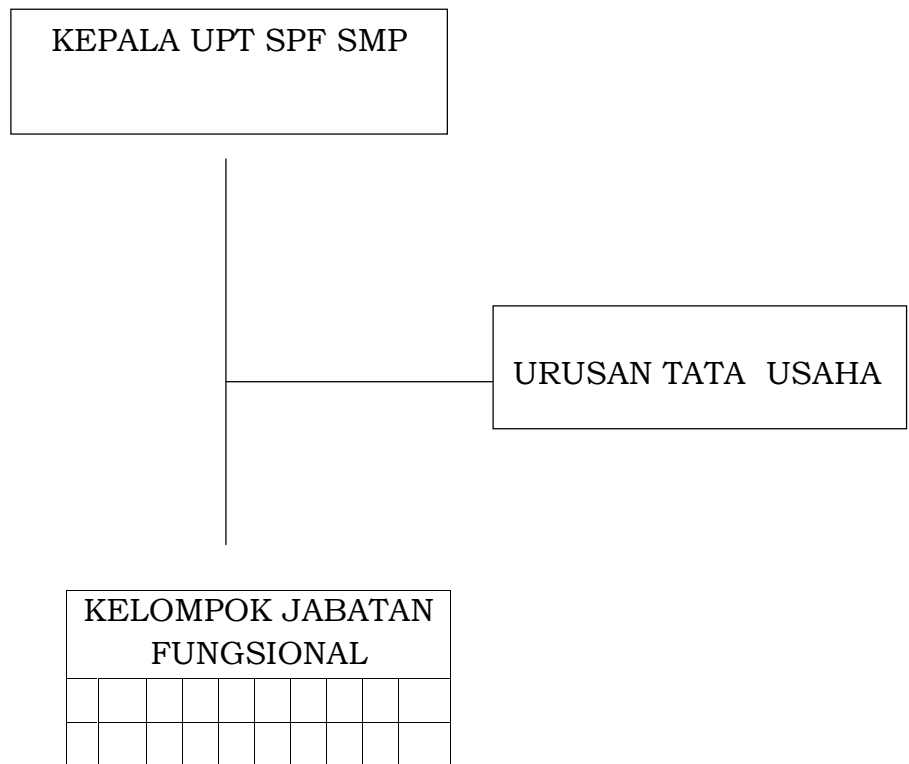 KEPALA UPT SPF SMP
URUSAN TATA USAHA
KELOMPOK JABATAN
FUNGSIONAL